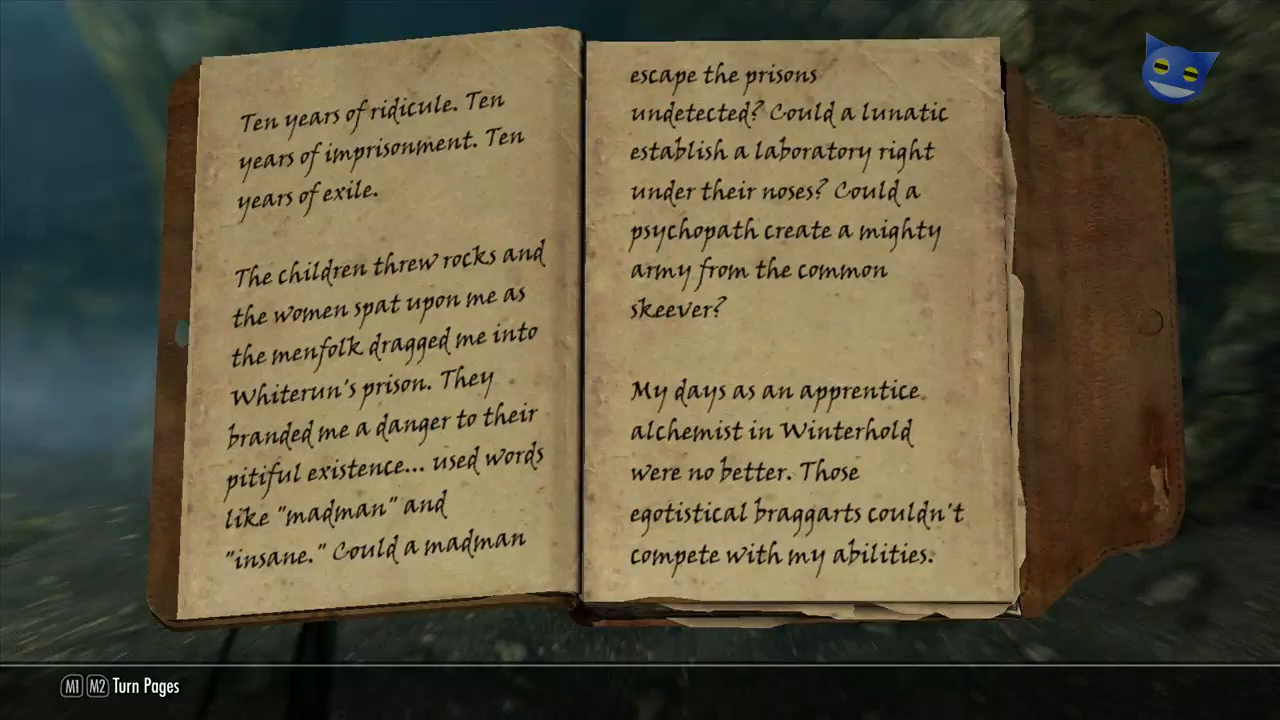 Ten years of ridicule. Ten
years of imprisonment. Ten
years of exile.
The children threw rocks and
the women spat upon me as
the menfolk dragged me into
Whiterun's prison. They
branded me a danger to their
pitiful existence... used words
like "madman" and
"insane." Could a madman
escape the prisons
undetected? Could a lunatic
establish a laboratory right
under their noses? Could a
psychopath create a mighty
army from the common
skeever?
My days as an apprentice
alchemist in Winterhold
were no better. Those
egotistical braggarts couldn't
compete with my abilities.
M1 M2 Turn Pages